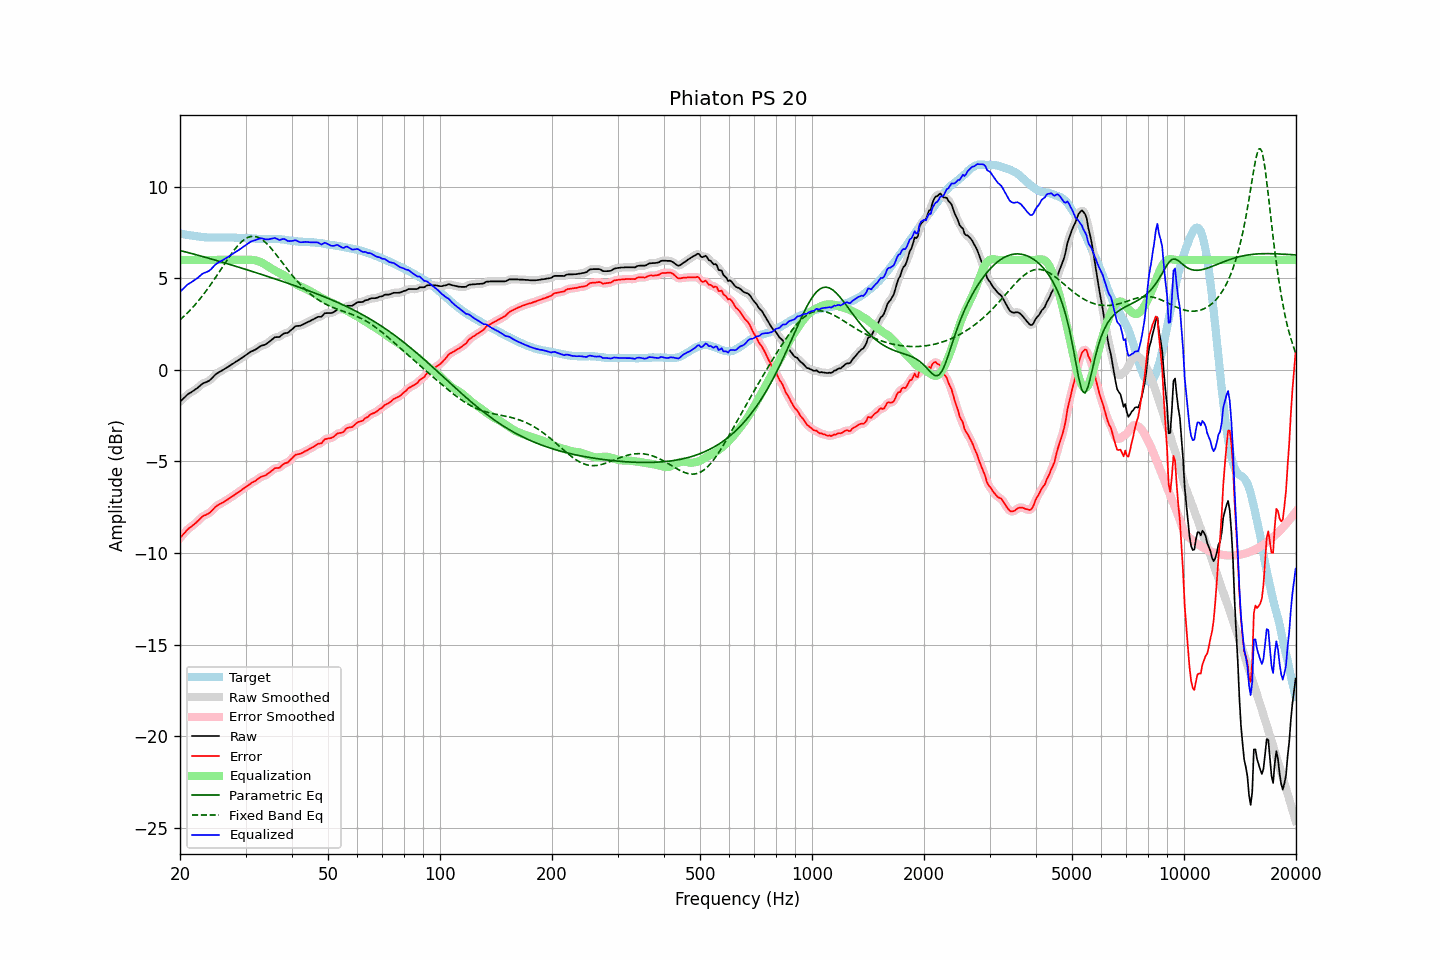 Phiaton PS 20
Amplitude (dBr)
10
5
0
−5
−10
−15
−20
−25
Target
Raw Smoothed
Error Smoothed
Raw
Error
Equalization
Parametric Eq
Fixed Band Eq
Equalized
20 50 100 200 500 1000 2000 5000 10000 20000
Frequency (Hz)